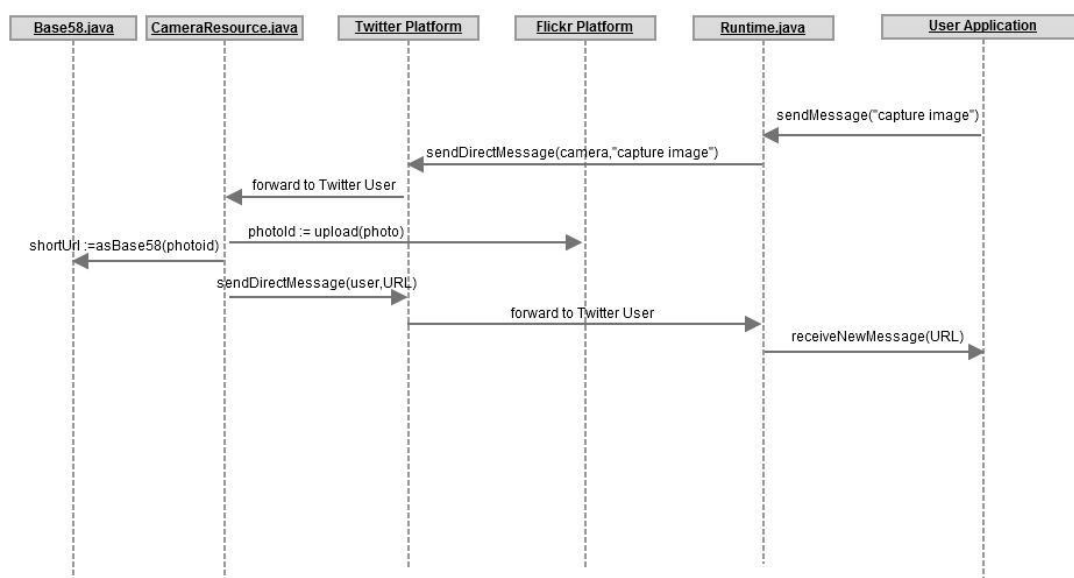 Base58.java
CameraResource.java
Twitter Platform
Flickr Platform
Runtime.java
User Application
sendMessage("capture image")
sendDirectMessage(camera,"capture image")
forward to Twitter User
photoId := upload(photo)
shortUrl :=asBase58(photoid)
sendDirectMessage(user,URL)
forward to Twitter User
receiveNewMessage(URL)